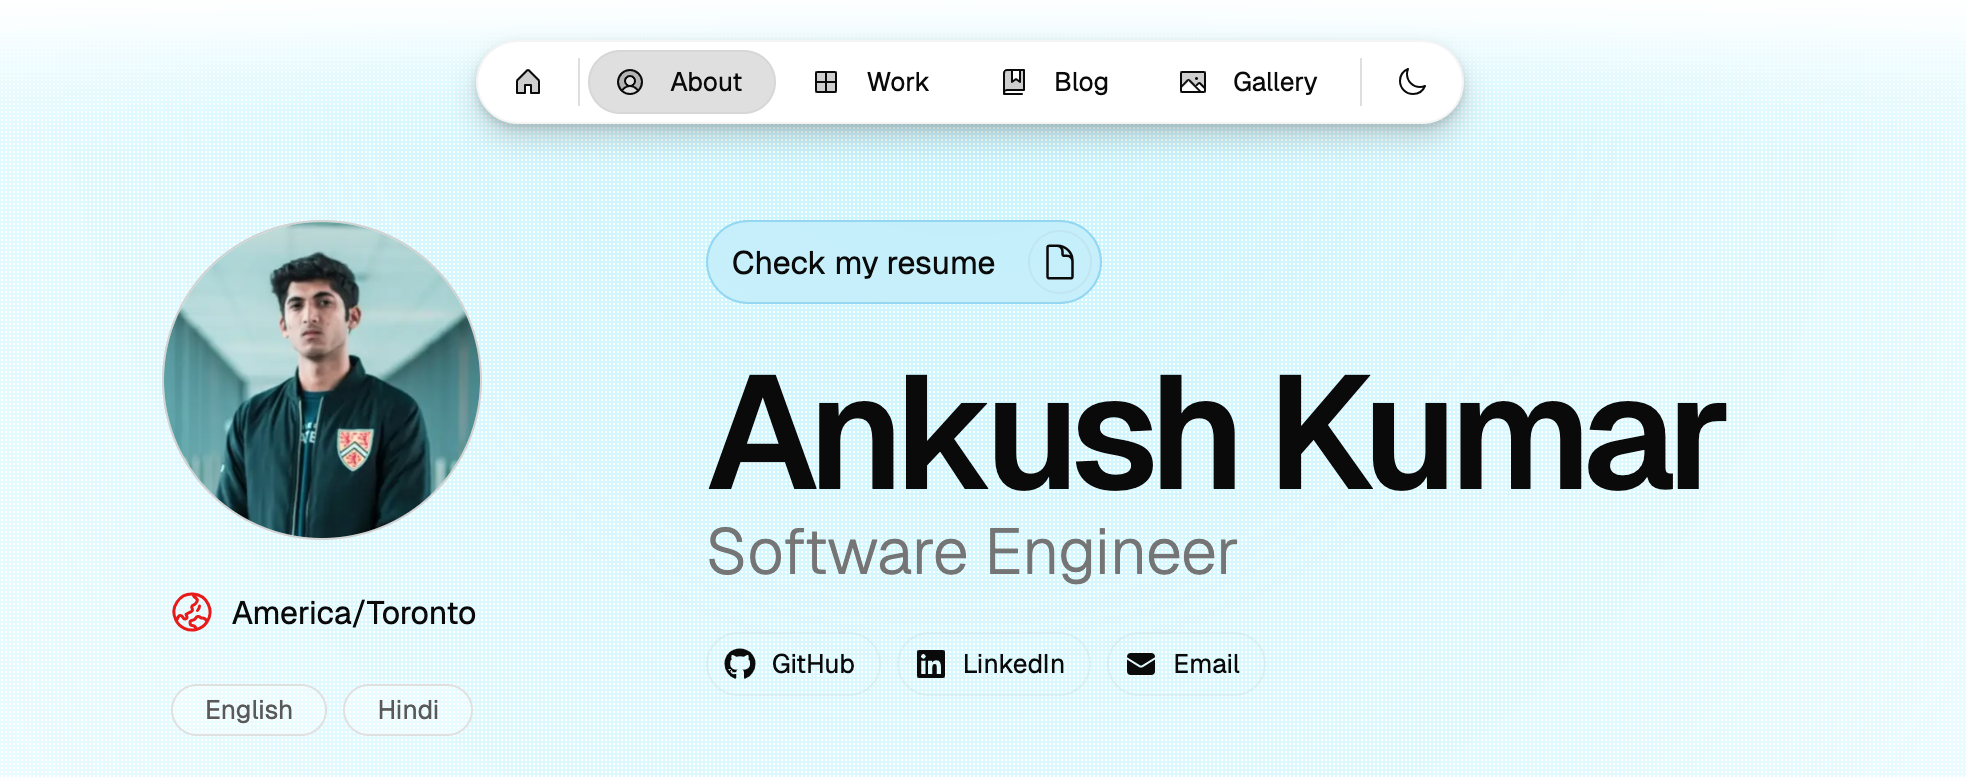 About Work Blog Gallery
Check my resume
Ankush Kumar
Software Engineer
America/Toronto
GitHub LinkedIn Email
English Hindi